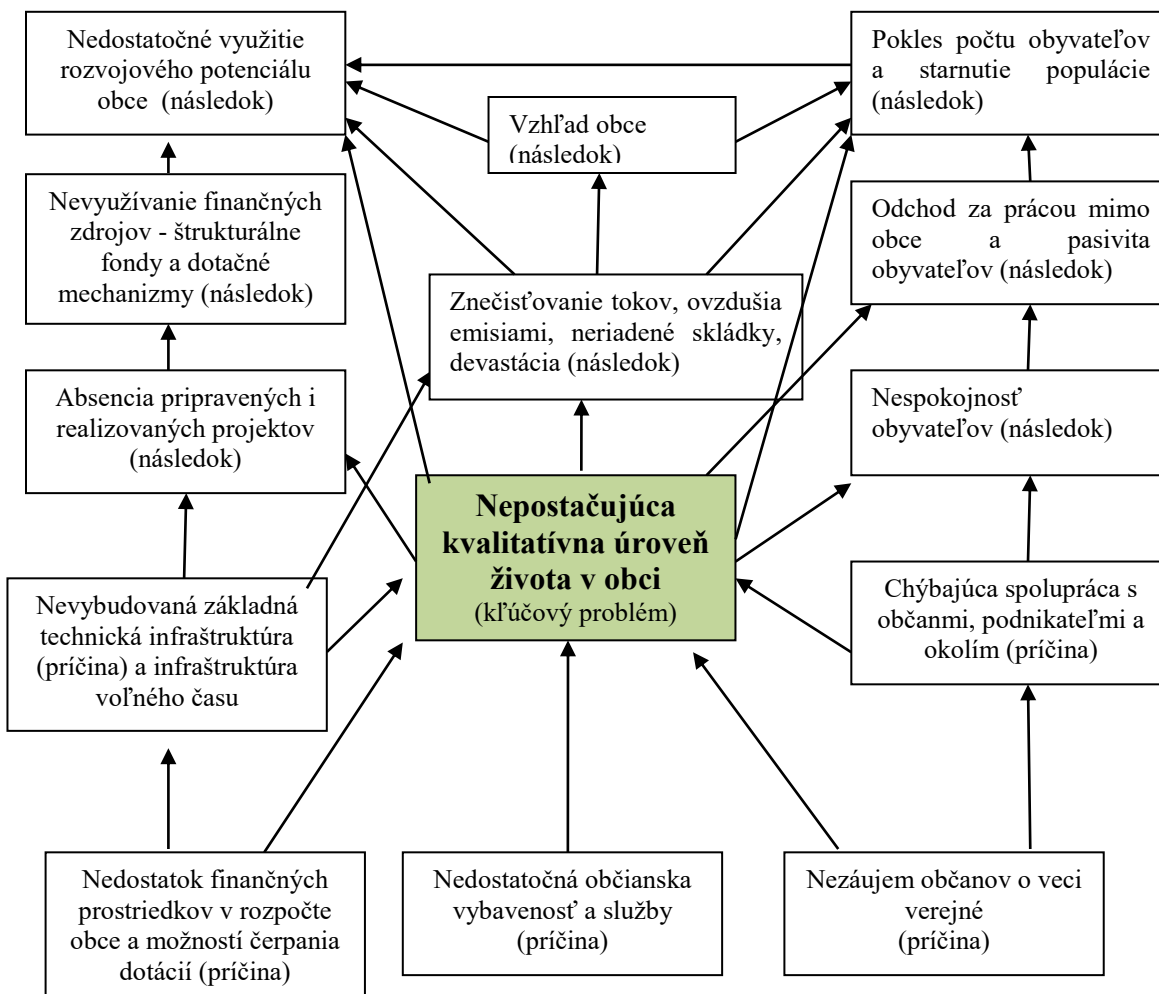 Nedostatočné využitie
rozvojového potenciálu
obce (následok)
Pokles počtu obyvateľov
a starnutie populácie
(následok)
Vzhľad obce
(následok)
Nevyužívanie finančných
zdrojov - štrukturálne
fondy a dotačné
mechanizmy (následok)
Odchod za prácou mimo
obce a pasivita
obyvateľov (následok)
Znečisťovanie tokov, ovzdušia
emisiami, neriadené skládky,
devastácia (následok)
Absencia pripravených i
realizovaných projektov
(následok)
Nespokojnosť
obyvateľov (následok)
Nepostačujúca
kvalitatívna úroveň
života v obci
(kľúčový problém)
Nevybudovaná základná
technická infraštruktúra
(príčina) a infraštruktúra
voľného času
Chýbajúca spolupráca s
občanmi, podnikateľmi a
okolím (príčina)
Nedostatok finančných
prostriedkov v rozpočte
obce a možností čerpania
dotácií (príčina)
Nedostatočná občianska
vybavenosť a služby
(príčina)
Nezáujem občanov o veci
verejné
(príčina)